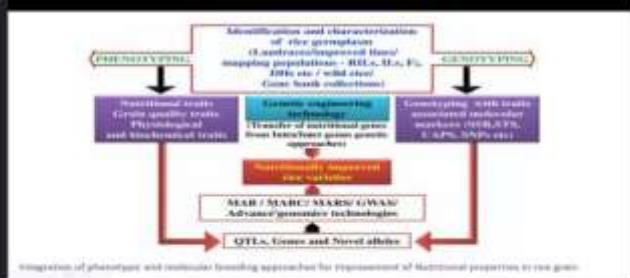 Identification and characterization
of rice germplasm
(Landraces/improved lines/
mapping populations - RILs, ILs, F₂
DHs etc / wild rice/
Gene bank collections)
PHENOTYPING
GENOTYPING
Nutritional traits
Grain quality traits
Physiological
and biochemical traits
Genetic engineering
technology
(Transfer of nutritional genes
from Intra/inter genus genetic
approaches)
Genotyping with traits
associated molecular
markers (SSR,STS,
CAPS, SNPs etc)
Nutritionally improved
rice varieties
MAB / MABC/ MARS/ GWAS/
Advance/genomics technologies
QTLs, Genes and Novel alleles
Integration of phenotypic and molecular breeding approaches for improvement of Nutritional properties in rice grain